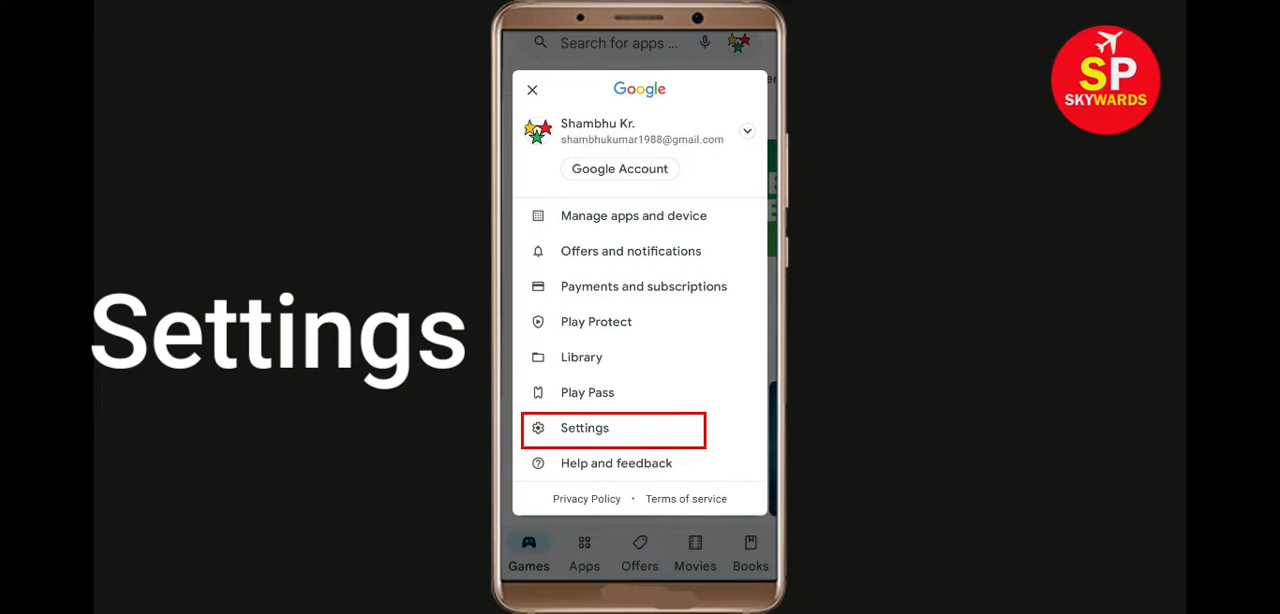 Search for apps ...
SP
SKYWARDS
Google
Shambhu Kr.
shambhukumar1988@gmail.com
Google Account
Manage apps and device
Offers and notifications
Payments and subscriptions
Play Protect
Library
Play Pass
Settings
Settings
Help and feedback
Privacy Policy • Terms of service
Games Apps Offers Movies Books